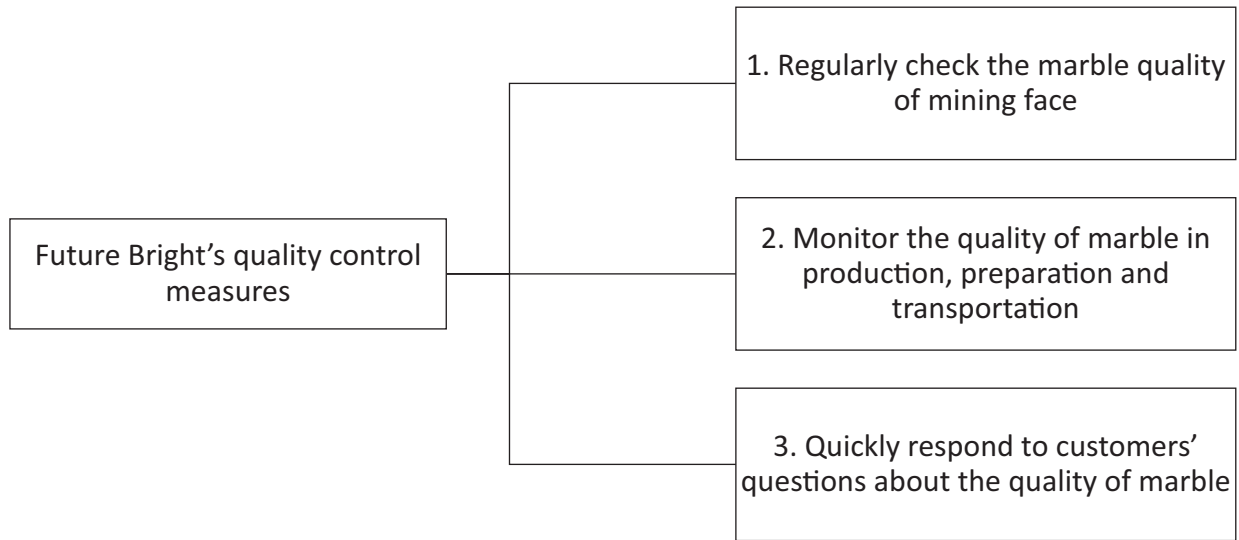 Future Bright’s quality control
measures
1. Regularly check the marble quality
of mining face
2. Monitor the quality of marble in
production, preparation and
transportation
3. Quickly respond to customers’
questions about the quality of marble